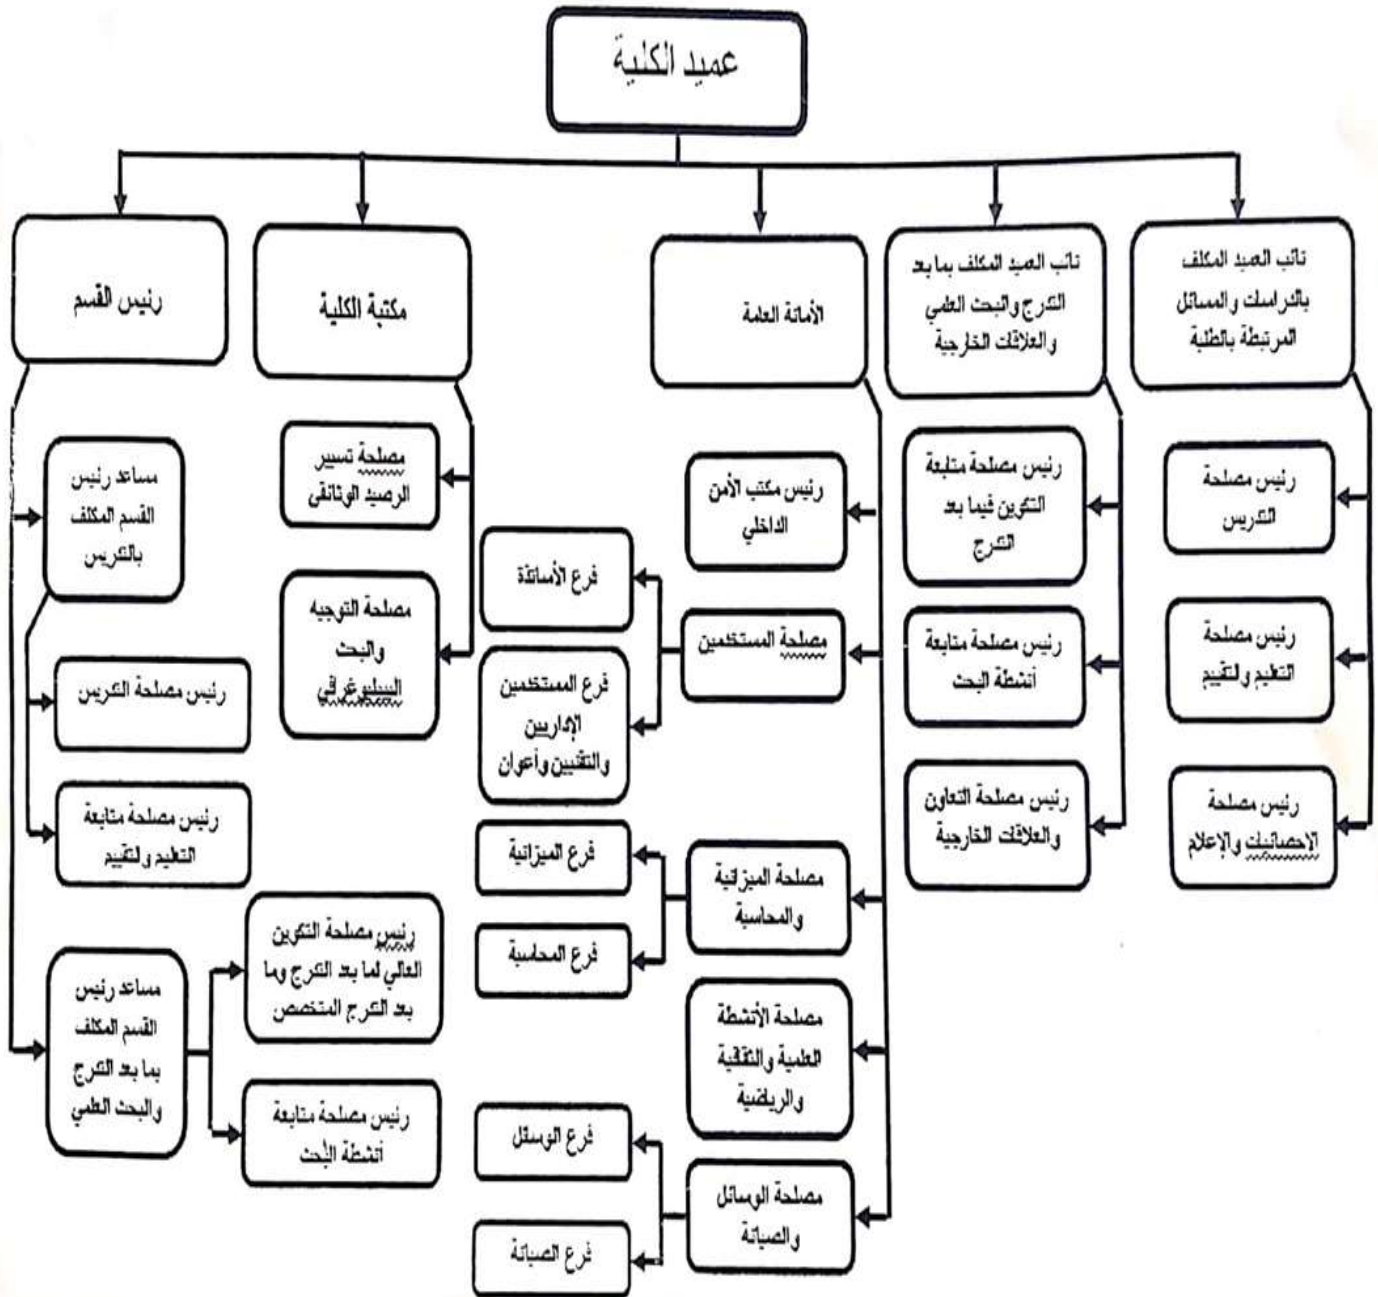 عميد الكلية
نائب العميد المكلف
بالدراسات والمسائل
المرتبطة بالطلبة
نائب العميد المكلف بما بعد
التدرج والبحث العلمي
والعلاقات الخارجية
الأمانة العامة
مكتبة الكلية
رئيس القسم
رئيس مصلحة
التدريس
رئيس مصلحة
التعليم والتقييم
رئيس مصلحة
الاحصائيات والإعلام
رئيس مصلحة متابعة
التكوين فيما بعد
التدرج
رئيس مصلحة متابعة
أنشطة البحث
رئيس مصلحة التعاون
والعلاقات الخارجية
رئيس مكتب الأمن
الداخلي
مصلحة المستخدمين
فرع الأساتذة
فرع المستخدمين
الإداريين
والتقنيين وأعوان
مصلحة الميزانية
والمحاسبة
فرع الميزانية
فرع المحاسبة
مصلحة الأنشطة
العلمية والثقافية
والرياضية
مصلحة الوسائل
والصيانة
فرع الوسائل
فرع الصيانة
مصلحة تسيير
الرصيد الوثائقي
مصلحة التوجيه
والبحث
البيبليوغرافي
مساعد رئيس
القسم المكلف
بالتدريس
رئيس مصلحة التدريس
رئيس مصلحة متابعة
التعليم والتقييم
مساعد رئيس
القسم المكلف
بما بعد التدرج
والبحث العلمي
رئيس مصلحة التكوين
العالي لما بعد التدرج وما
بعد التدرج المتخصص
رئيس مصلحة متابعة
أنشطة البحث